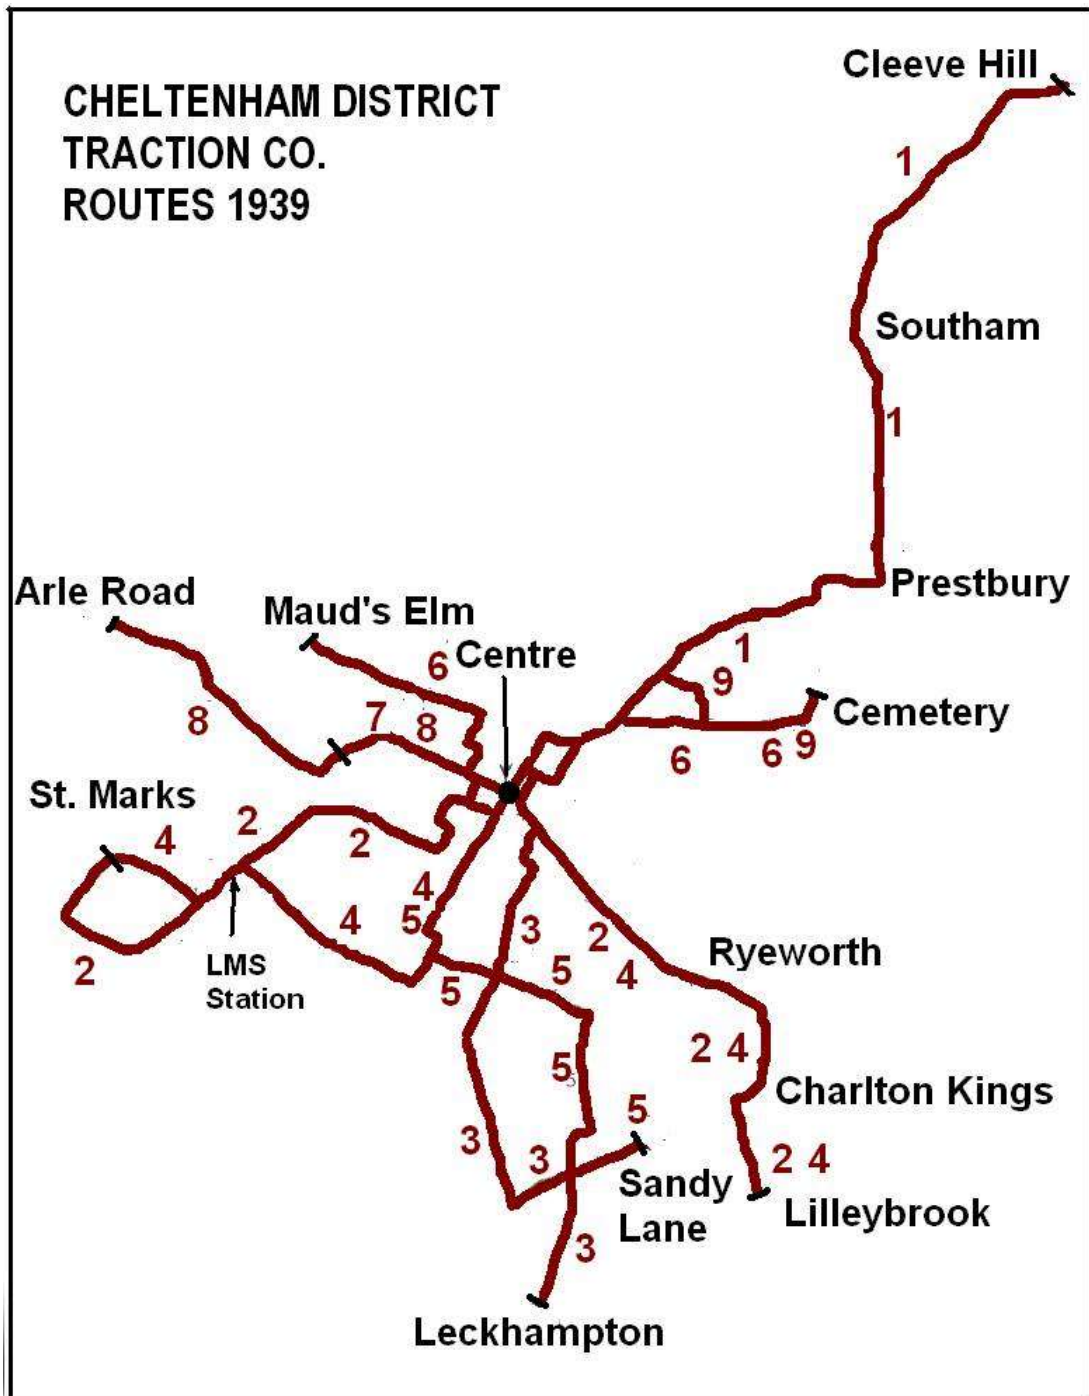 CHELTENHAM DISTRICT
TRACTION CO.
ROUTES 1939
Cleeve Hill
1
Southam
1
Prestbury
Arle Road
Maud's Elm
6
Centre
1
9
8
7
8
Cemetery
6
6
9
St. Marks
4
2
2
4
5
3
2
4
4
2
LMS
Station
5
5
Ryeworth
2 4
5
5
Charlton Kings
3
3
5
2 4
Sandy
Lane
Lilleybrook
3
Leckhampton